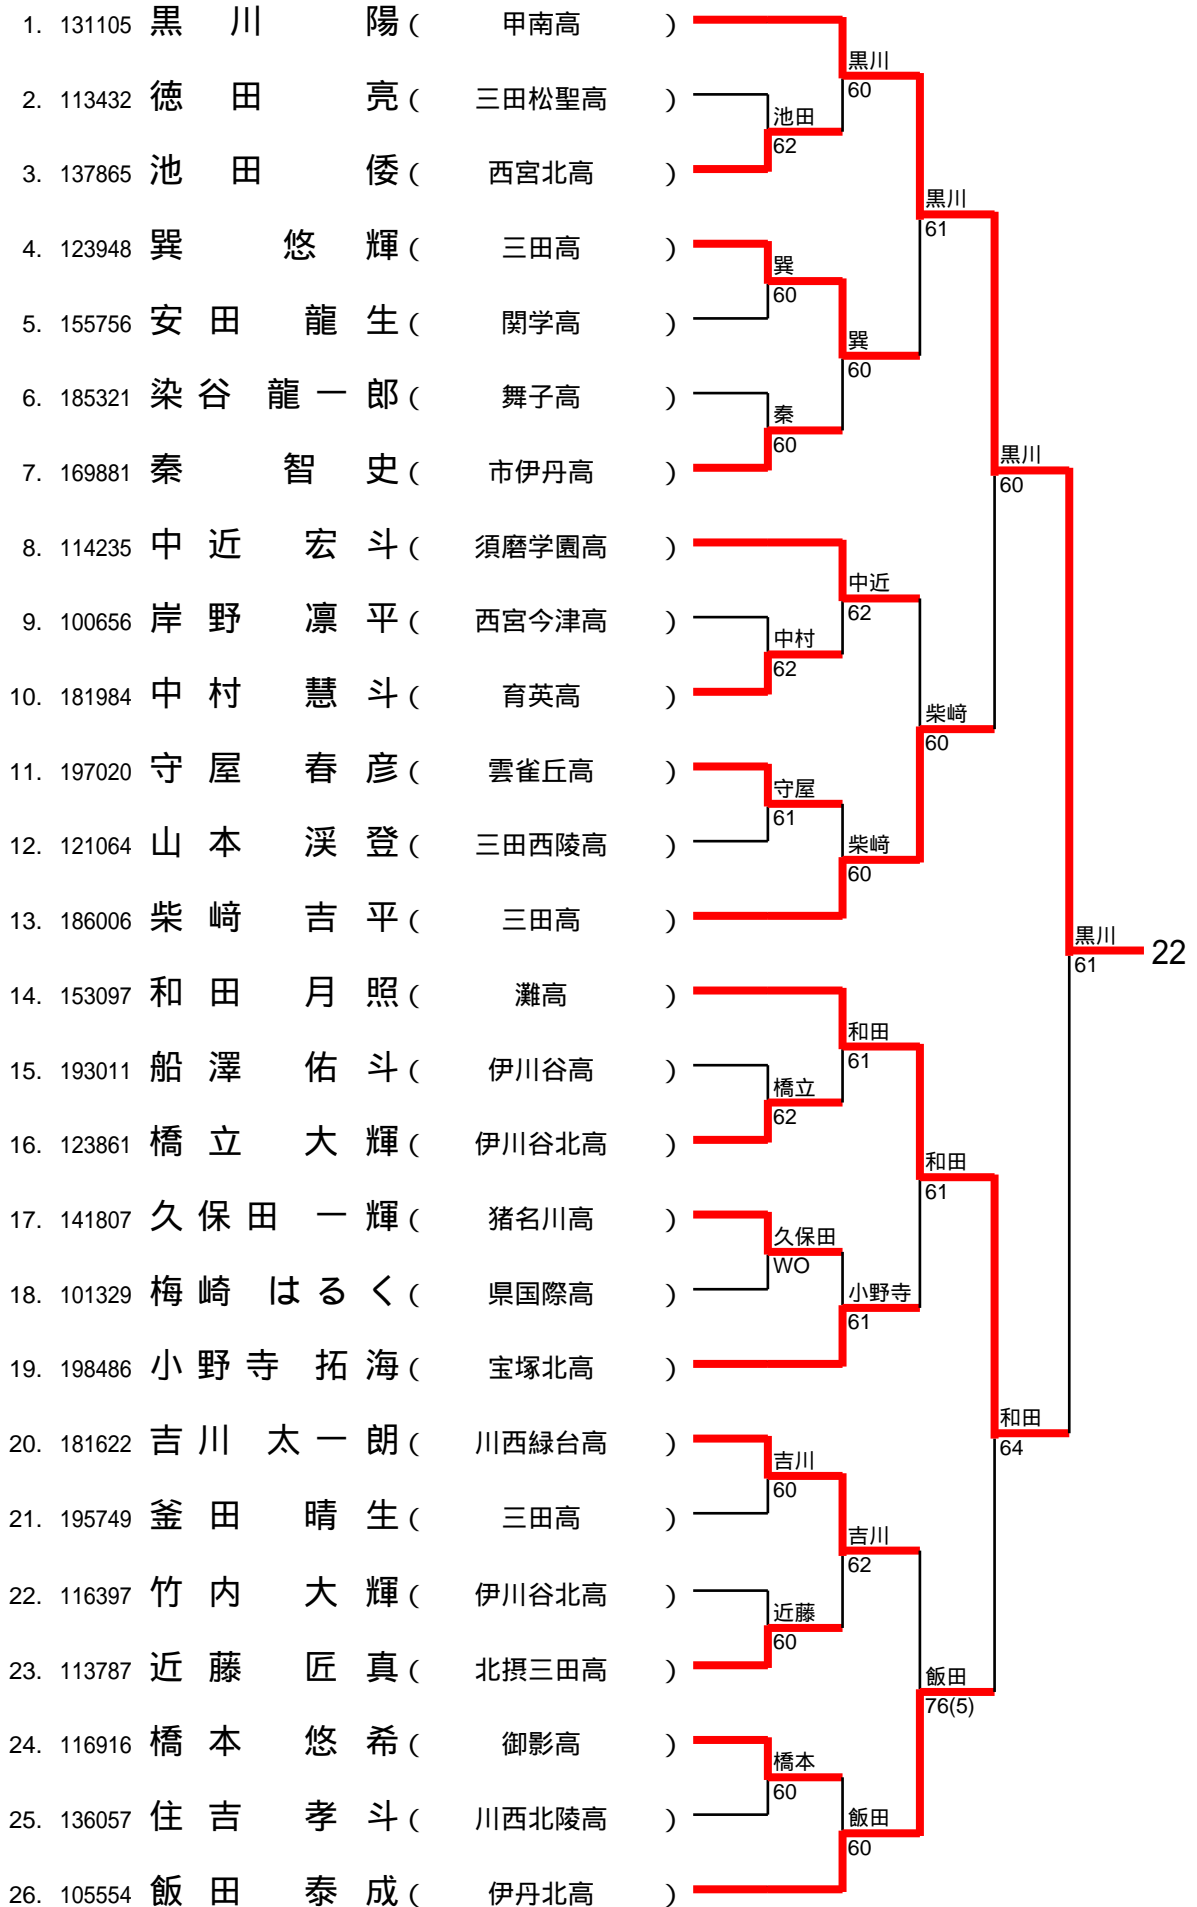 1. 131105 黒川 陽 ( 甲南高 )
黒川
60
2. 113432 徳田 亮 ( 三田松聖高 )
池田
62
3. 137865 池田 倭 ( 西宮北高 )
黒川
61
4. 123948 巽 悠輝 ( 三田高 )
巽
60
5. 155756 安田 龍生 ( 関学高 )
巽
60
6. 185321 染谷 龍一郎 ( 舞子高 )
秦
60
7. 169881 秦 智史 ( 市伊丹高 )
黒川
60
8. 114235 中近 宏斗 ( 須磨学園高 )
中近
62
9. 100656 岸野 凛平 ( 西宮今津高 )
中村
62
10. 181984 中村 慧斗 ( 育英高 )
柴﨑
60
11. 197020 守屋 春彦 ( 雲雀丘高 )
守屋
61
12. 121064 山本 渓登 ( 三田西陵高 )
柴﨑
60
13. 186006 柴﨑 吉平 ( 三田高 )
黒川
61
22
14. 153097 和田 月照 ( 灘高 )
和田
61
15. 193011 船澤 佑斗 ( 伊川谷高 )
橋立
62
16. 123861 橋立 大輝 ( 伊川谷北高 )
和田
61
17. 141807 久保田 一輝 ( 猪名川高 )
久保田
WO
18. 101329 梅崎 はるく ( 県国際高 )
小野寺
61
19. 198486 小野寺 拓海 ( 宝塚北高 )
和田
64
20. 181622 吉川 太一朗 ( 川西緑台高 )
吉川
60
21. 195749 釜田 晴生 ( 三田高 )
吉川
62
22. 116397 竹内 大輝 ( 伊川谷北高 )
近藤
60
23. 113787 近藤 匠真 ( 北摂三田高 )
飯田
76(5)
24. 116916 橋本 悠希 ( 御影高 )
橋本
60
25. 136057 住吉 孝斗 ( 川西北陵高 )
飯田
60
26. 105554 飯田 泰成 ( 伊丹北高 )